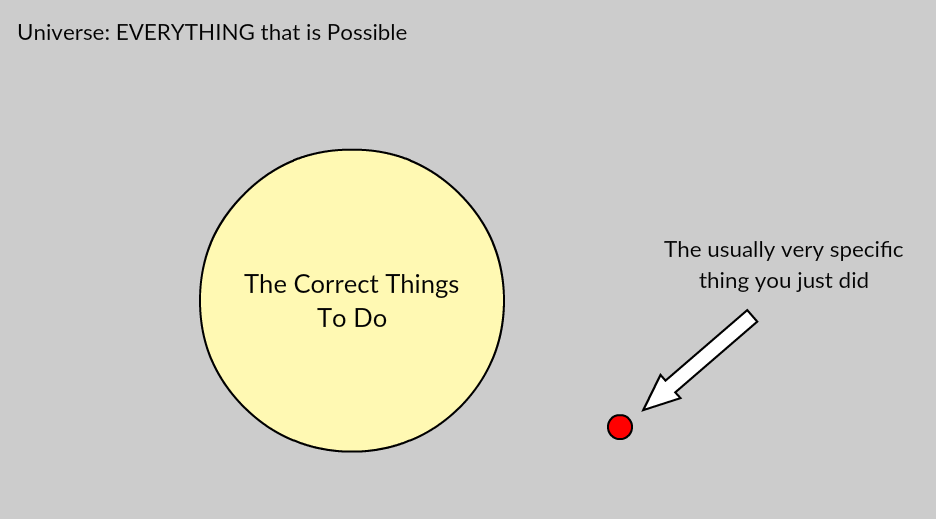 Universe: EVERYTHING that is Possible
The usually very specific
thing you just did
The Correct Things
To Do